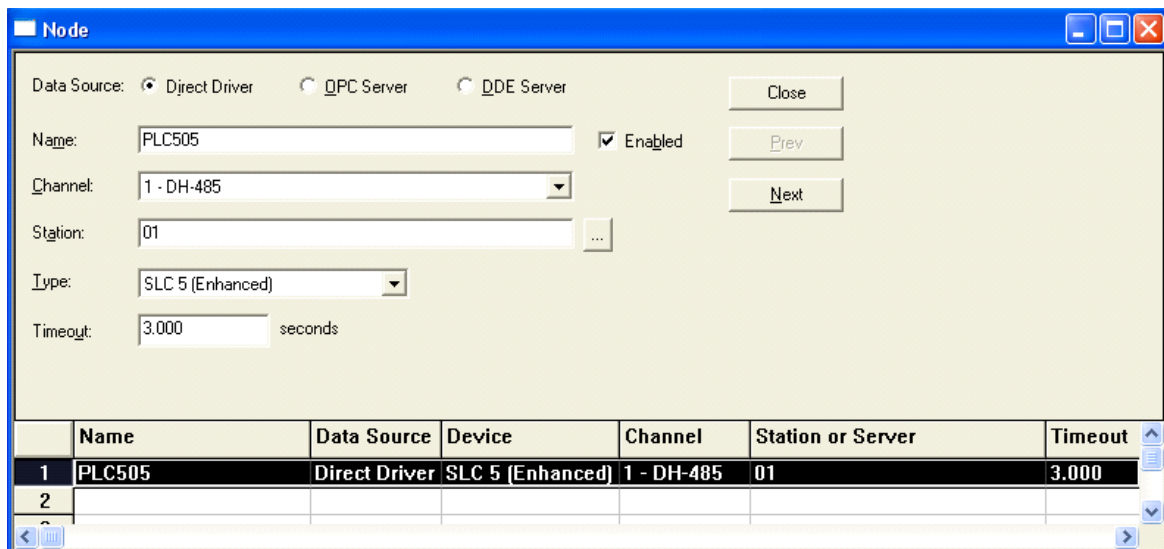 Node
Data Source: Direct Driver OPC Server DDE Server Close
Name: PLC505 Enabled Prev
Channel: 1 - DH-485 Next
Station: 01 ...
Type: SLC 5 (Enhanced)
Timeout: 3.000 seconds
Name Data Source Device Channel Station or Server Timeout
1 PLC505 Direct Driver SLC 5 (Enhanced) 1 - DH-485 01 3.000
2